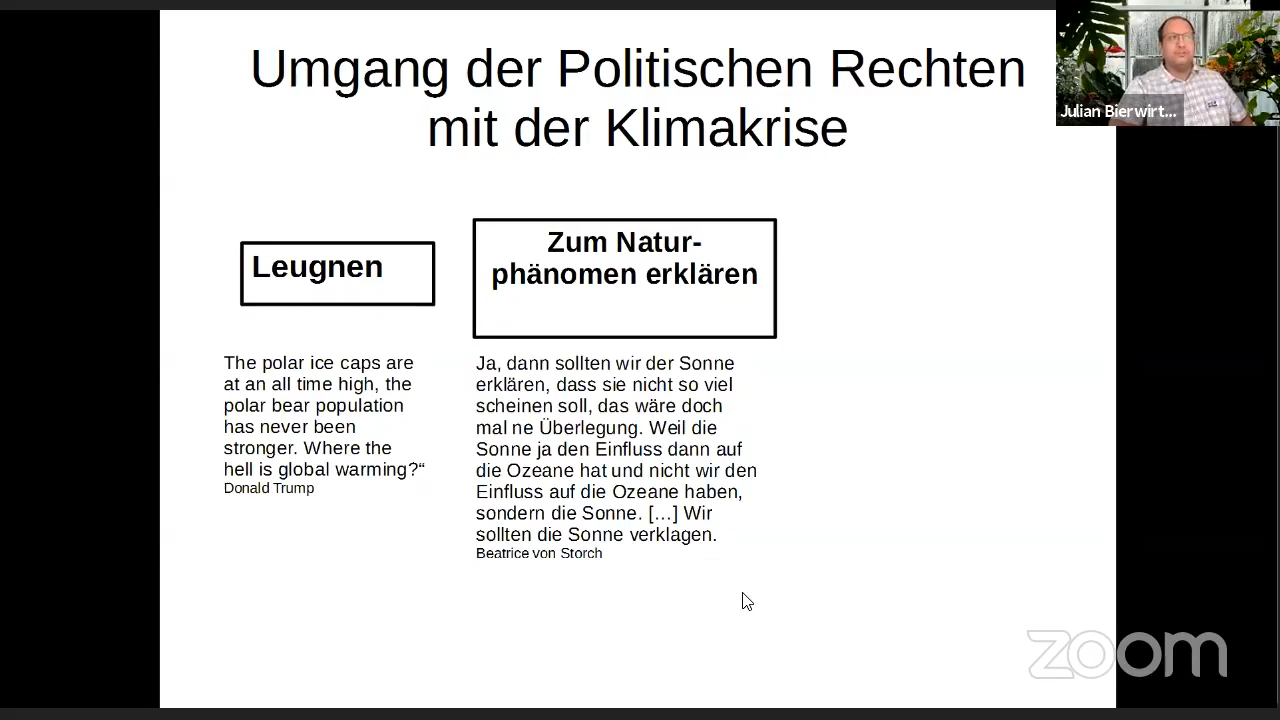 Umgang der Politischen Rechten
mit der Klimakrise
Julian Bierwirt...
Leugnen
Zum Natur-
phänomen erklären
The polar ice caps are
at an all time high, the
polar bear population
has never been
stronger. Where the
hell is global warming?“
Donald Trump
Ja, dann sollten wir der Sonne
erklären, dass sie nicht so viel
scheinen soll, das wäre doch
mal ne Überlegung. Weil die
Sonne ja den Einfluss dann auf
die Ozeane hat und nicht wir den
Einfluss auf die Ozeane haben,
sondern die Sonne. […] Wir
sollten die Sonne verklagen.
Beatrice von Storch
zoom